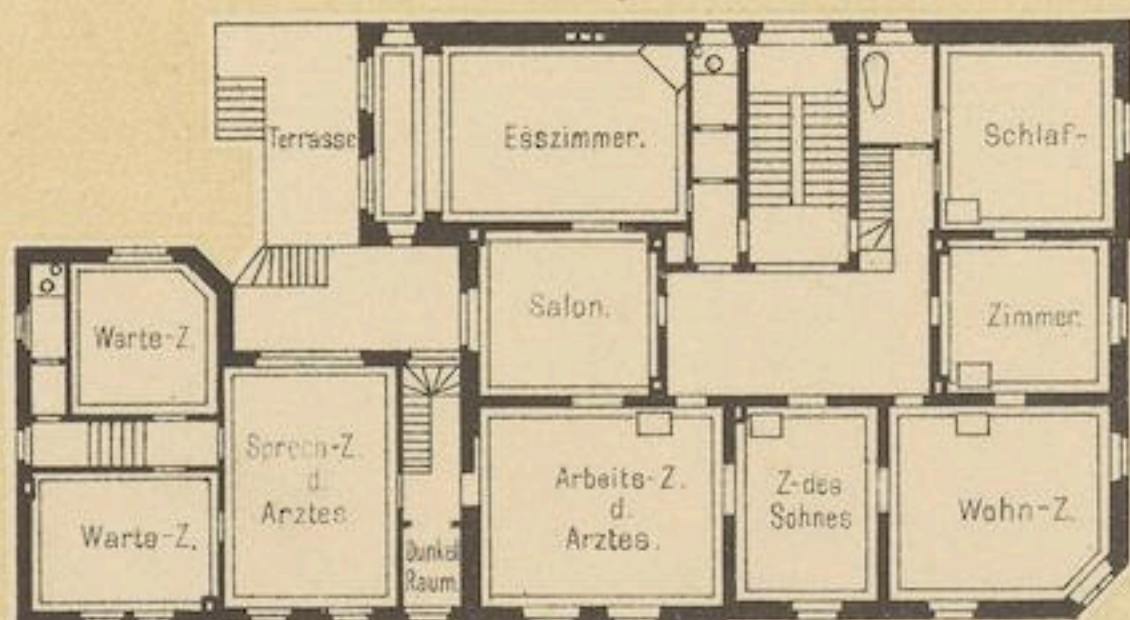 Terrasse
Esszimmer.
Schlaf-
Warte-Z.
Salon.
Zimmer.
Sprech-Z.
d.
Arztes
Arbeits-Z.
d.
Arztes.
Z-des
Sohnes
Wohn-Z.
Warte-Z.
Dunkel
Raum.